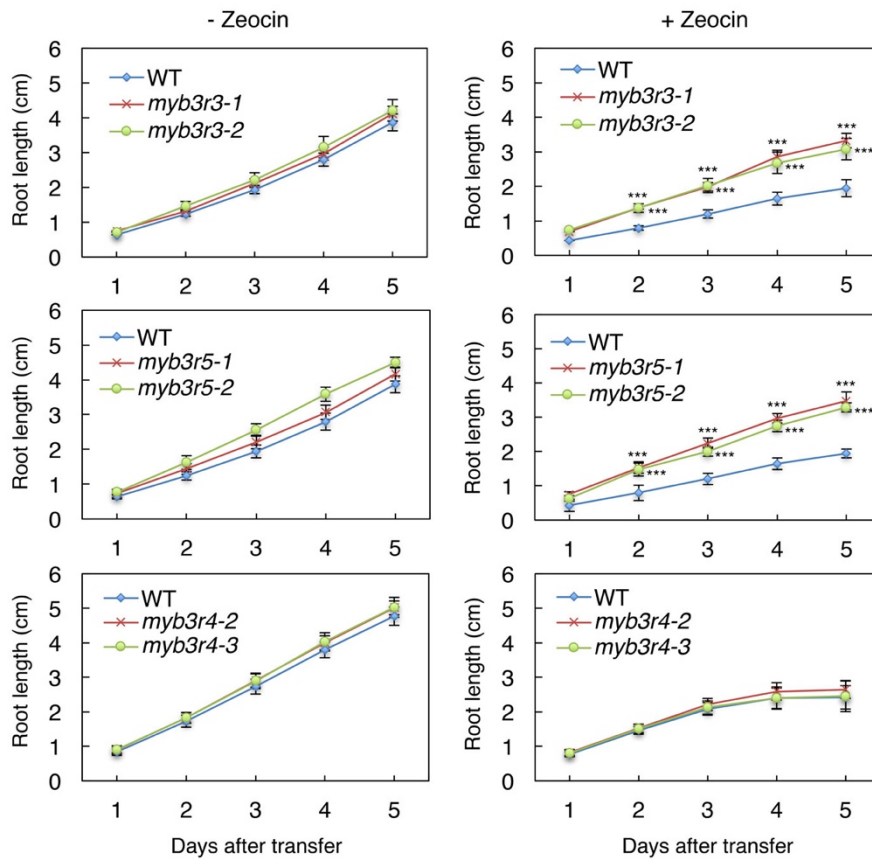 - Zeocin
+ Zeocin
Root length (cm)
6
5
4
3
2
1
0
WT
myb3r3-1
myb3r3-2
1 2 3 4 5
Root length (cm)
6
5
4
3
2
1
0
WT
myb3r3-1
myb3r3-2
*** *** *** ***
*** *** *** ***
1 2 3 4 5
Root length (cm)
6
5
4
3
2
1
0
WT
myb3r5-1
myb3r5-2
1 2 3 4 5
Root length (cm)
6
5
4
3
2
1
0
WT
myb3r5-1
myb3r5-2
*** *** *** ***
*** *** *** ***
1 2 3 4 5
Root length (cm)
6
5
4
3
2
1
0
WT
myb3r4-2
myb3r4-3
1 2 3 4 5
Days after transfer
Root length (cm)
6
5
4
3
2
1
0
WT
myb3r4-2
myb3r4-3
1 2 3 4 5
Days after transfer